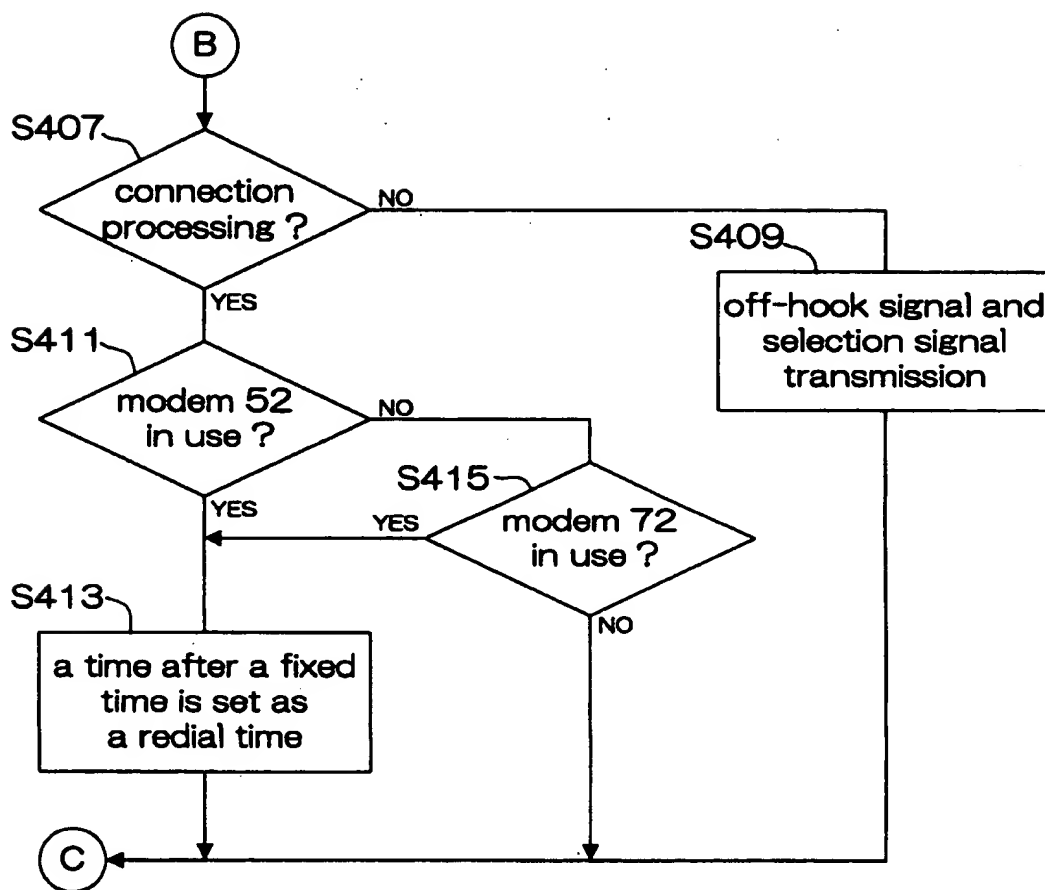 B
S407
connection
processing ?
NO
YES
S409
off-hook signal and
selection signal
transmission
S411
modem 52
in use ?
NO
YES
S415
modem 72
in use ?
YES
NO
S413
a time after a fixed
time is set as
a redial time
C